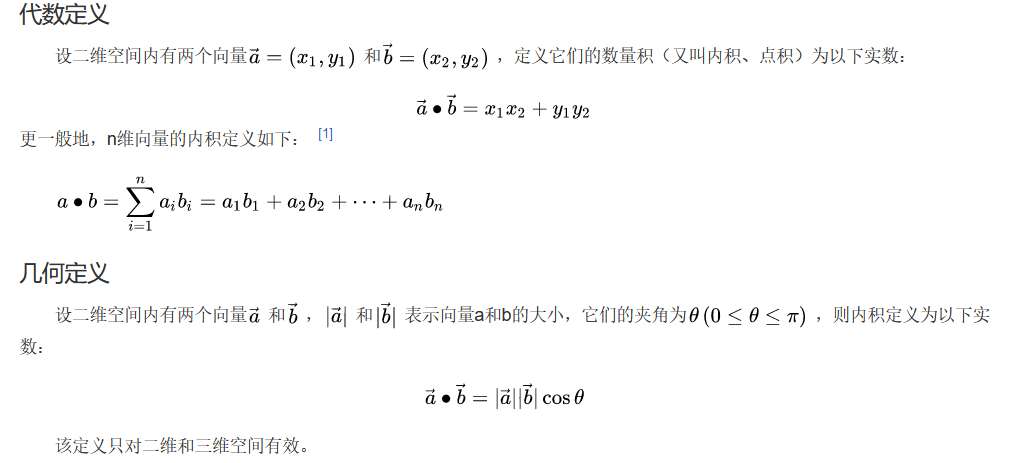 代数定义
设二维空间内有两个向量 $\vec{a} = (x_1, y_1)$ 和 $\vec{b} = (x_2, y_2)$ ，定义它们的数量积（又叫内积、点积）为以下实数：
$\vec{a} \bullet \vec{b} = x_1x_2 + y_1y_2$
更一般地，n维向量的内积定义如下： [1]
$a \bullet b = \sum_{i=1}^{n} a_ib_i = a_1b_1 + a_2b_2 + \cdots + a_nb_n$
几何定义
设二维空间内有两个向量 $\vec{a}$ 和 $\vec{b}$ ，$|\vec{a}|$ 和 $|\vec{b}|$ 表示向量a和b的大小，它们的夹角为 $\theta (0 \leq \theta \leq \pi)$ ，则内积定义为以下实
数：
$\vec{a} \bullet \vec{b} = |\vec{a}||\vec{b}| \cos \theta$
该定义只对二维和三维空间有效。